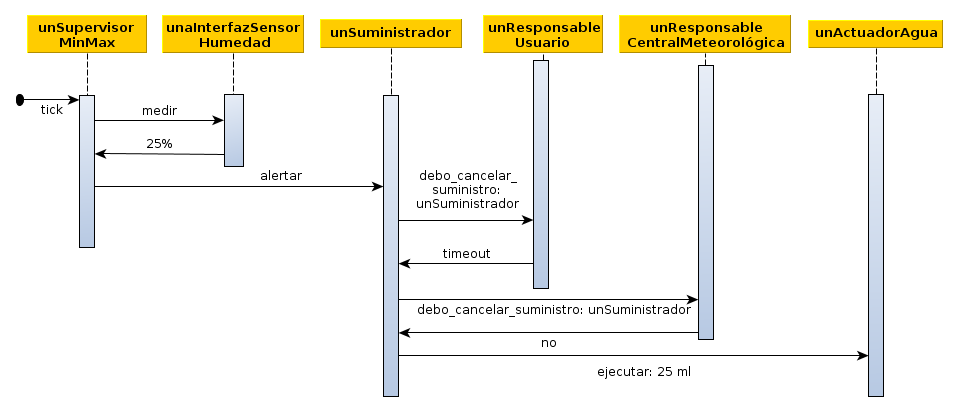 unSupervisor
MinMax
unaInterfazSensor
Humedad
unSuministrador
unResponsable
Usuario
unResponsable
CentralMeteorológica
unActuadorAgua
tick
medir
25%
alertar
debo_cancelar_
suministro:
unSuministrador
timeout
debo_cancelar_suministro: unSuministrador
no
ejecutar: 25 ml